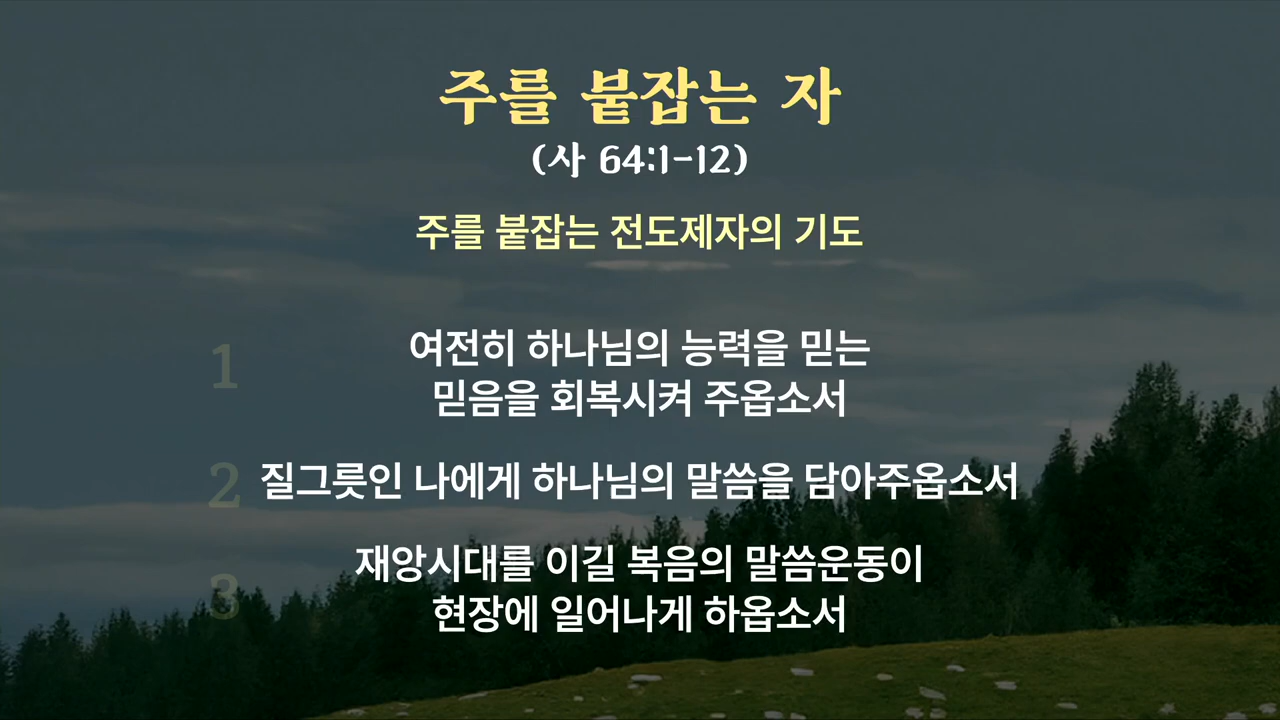 주를 붙잡는 자
(사 64:1-12)
주를 붙잡는 전도제자의 기도
1
여전히 하나님의 능력을 믿는
믿음을 회복시켜 주옵소서
2 질그릇인 나에게 하나님의 말씀을 담아주옵소서
3
재앙시대를 이길 복음의 말씀운동이
현장에 일어나게 하옵소서